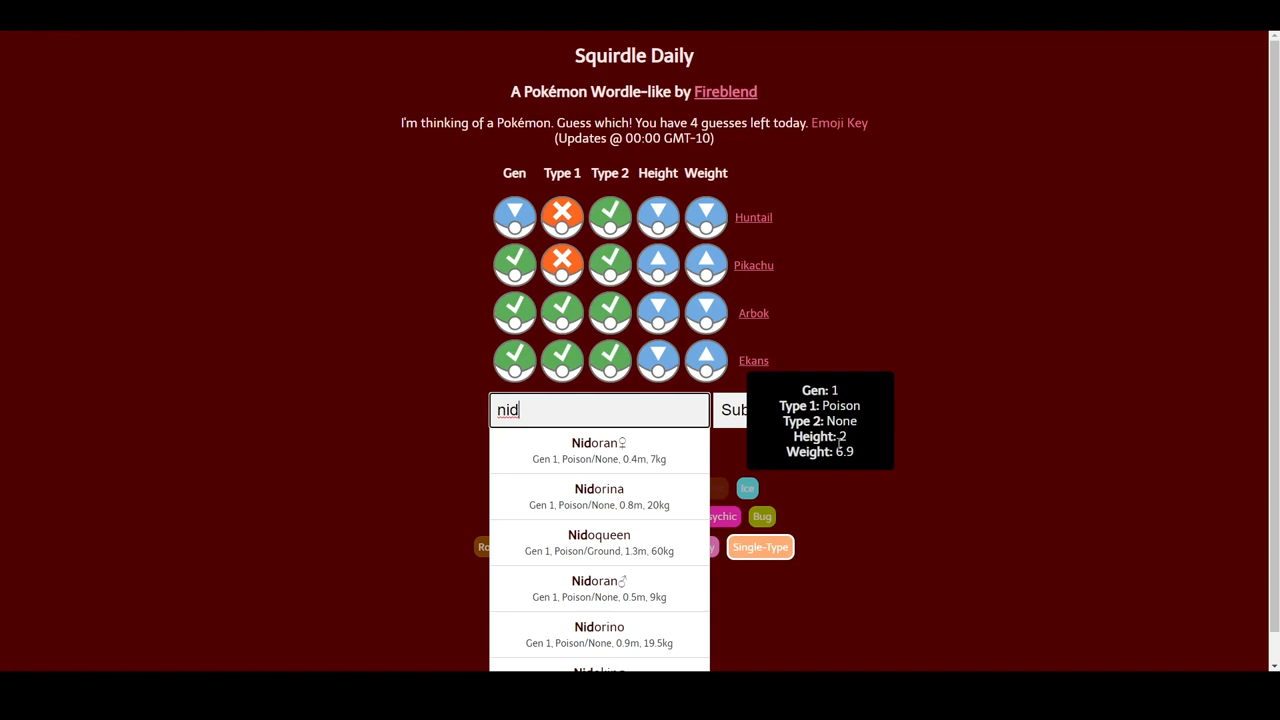 Squirdle Daily
A Pokémon Wordle-like by Fireblend
I'm thinking of a Pokémon. Guess which! You have 4 guesses left today. Emoji Key
(Updates @ 00:00 GMT-10)
Gen Type 1 Type 2 Height Weight
Huntail
Pikachu
Arbok
Ekans
nid
Sub
Gen: 1
Type 1: Poison
Type 2: None
Height: 2
Weight: 6.9
Nidoran♀
Gen 1, Poison/None, 0.4m, 7kg
Nidorina
Gen 1, Poison/None, 0.8m, 20kg
Nidoqueen
Gen 1, Poison/Ground, 1.3m, 60kg
Nidoran♂
Gen 1, Poison/None, 0.5m, 9kg
Nidorino
Gen 1, Poison/None, 0.9m, 19.5kg
Ice
sychic Bug
Ro
y Single-Type